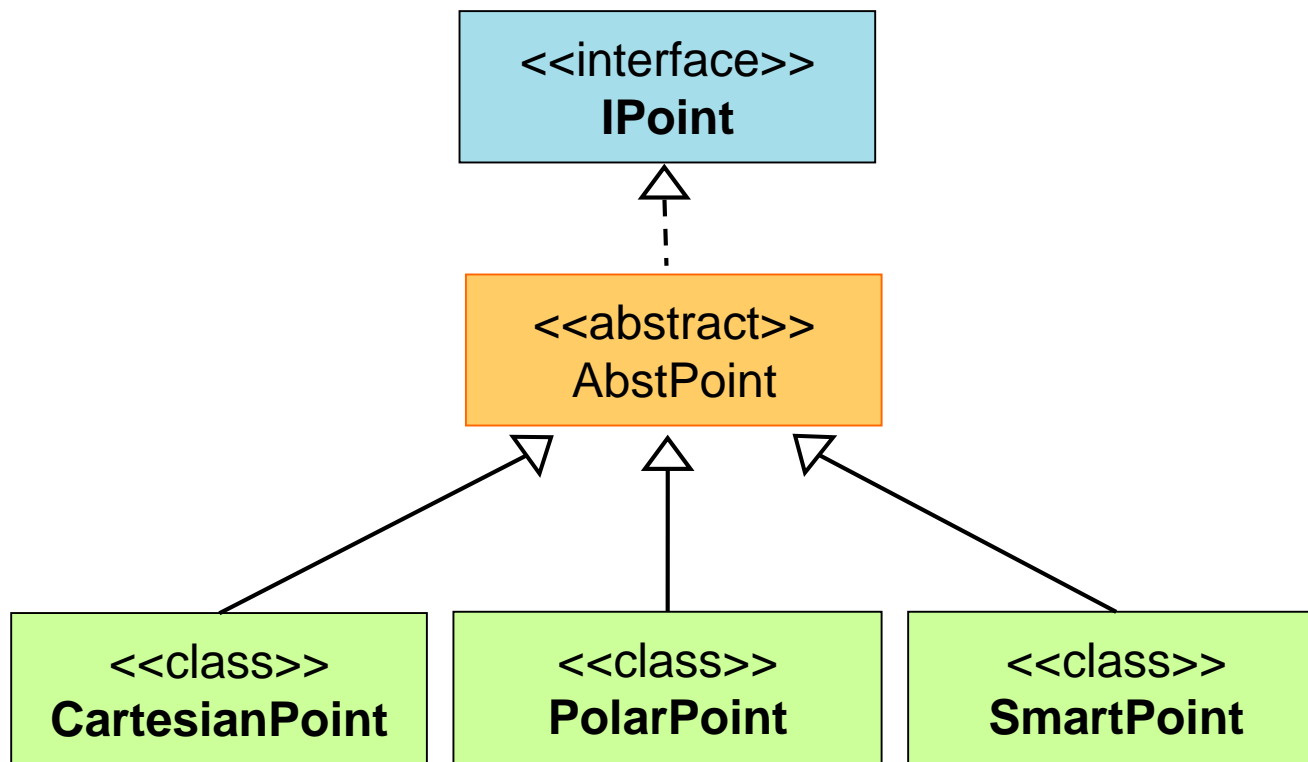 <<interface>>
IPoint
<<abstract>>
AbstPoint
<<class>>
CartesianPoint
<<class>>
PolarPoint
<<class>>
SmartPoint